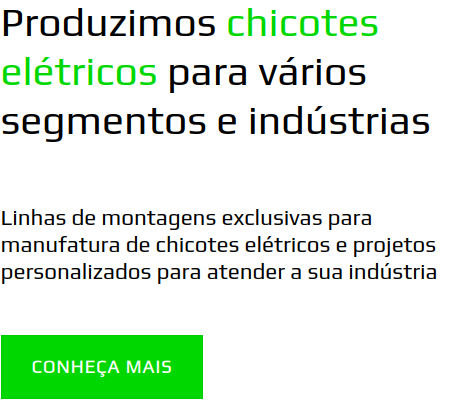 Produzimos chicotes
elétricos para vários
segmentos e indústrias
Linhas de montagens exclusivas para
manufatura de chicotes elétricos e projetos
personalizados para atender a sua indústria
CONHEÇA MAIS